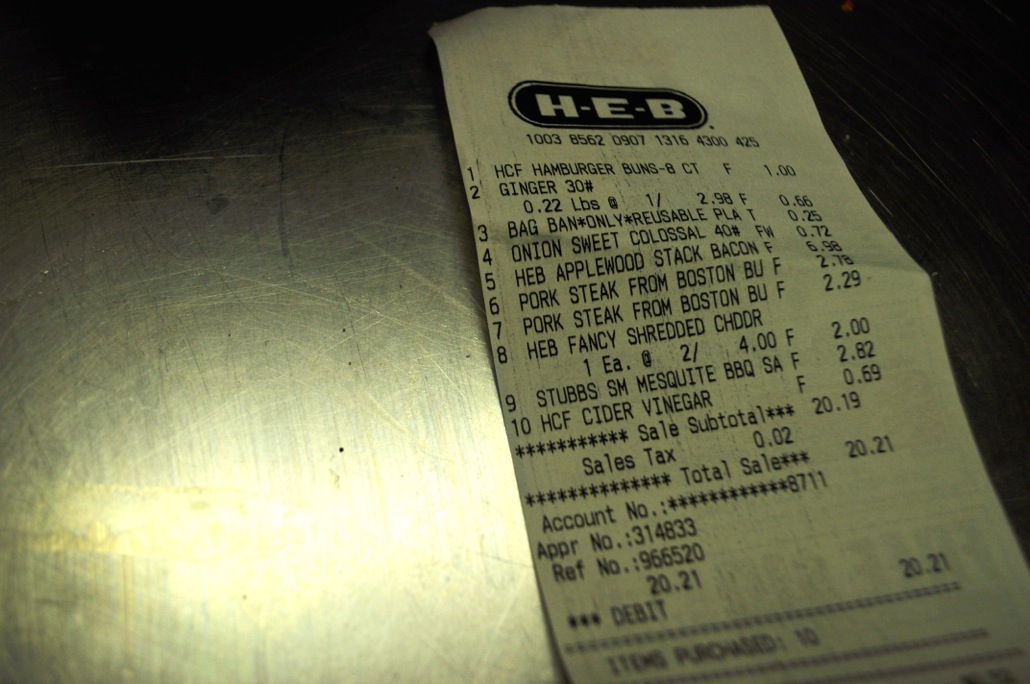 H-E-B
1003 8562 0907 1316 4300 425
1 HCF HAMBURGER BUNS-8 CT F 1.00
2 GINGER 30#
0.22 Lbs @ 1/ 2.98 F 0.66
3 BAG BAN*ONLY*REUSABLE PLA T 0.25
4 ONION SWEET COLOSSAL 40# FW 0.72
5 HEB APPLEWOOD STACK BACON F 6.98
6 PORK STEAK FROM BOSTON BU F 2.78
7 PORK STEAK FROM BOSTON BU F 2.29
8 HEB FANCY SHREDDED CHDDR
1 Ea. @ 2/ 4.00 F 2.00
9 STUBBS SM MESQUITE BBQ SA F 2.82
10 HCF CIDER VINEGAR F 0.69
*********** Sale Subtotal*** 20.19
Sales Tax 0.02
************** Total Sale*** 20.21
Account No.:************8711
Appr No.:314833
Ref No.:966520
20.21 20.21
*** DEBIT
ITEMS PURCHASED: 10